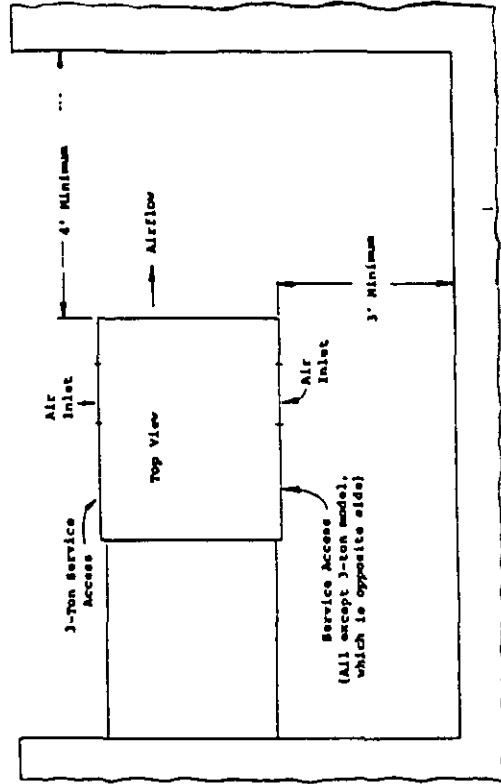 4' Minimum
Airflow
3' Minimum
Air
Inlet
Air
Inlet
Top View
3-Ton Service
Access
Service Access
(All except 3-ton model,
which is opposite side)